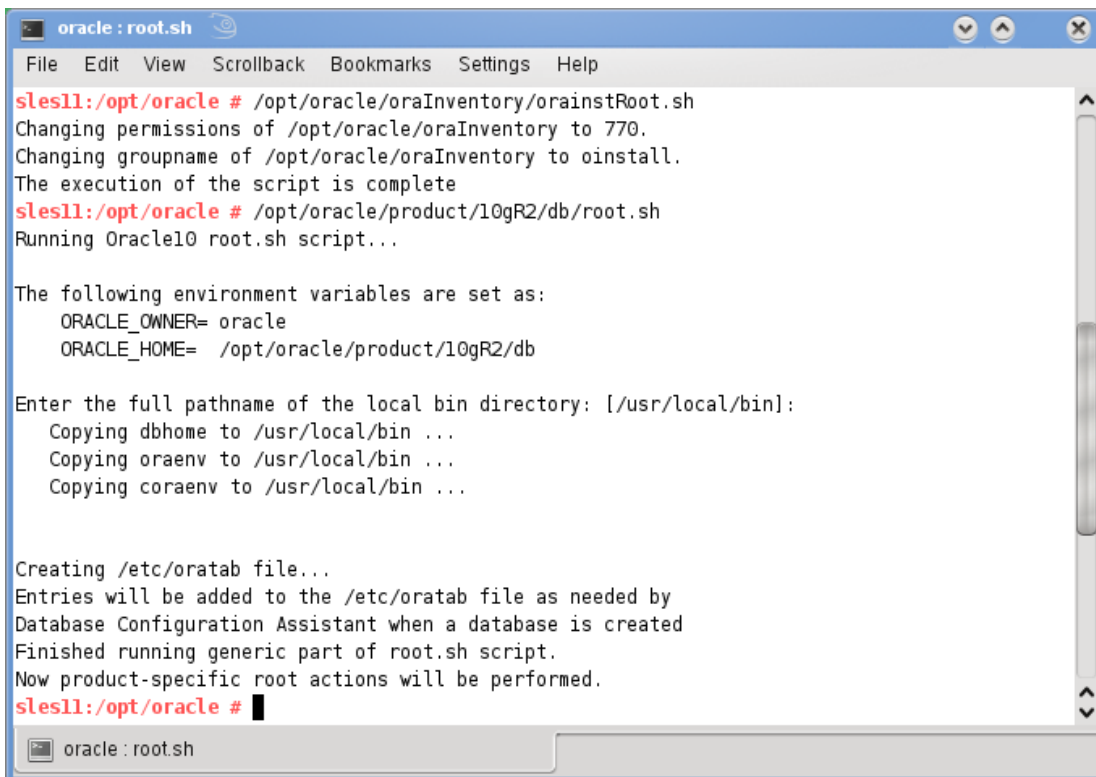 oracle : root.sh
File Edit View Scrollback Bookmarks Settings Help
sles11:/opt/oracle # /opt/oracle/oraInventory/orainstRoot.sh
Changing permissions of /opt/oracle/oraInventory to 770.
Changing groupname of /opt/oracle/oraInventory to oinstall.
The execution of the script is complete
sles11:/opt/oracle # /opt/oracle/product/10gR2/db/root.sh
Running Oracle10 root.sh script...
The following environment variables are set as:
ORACLE_OWNER= oracle
ORACLE_HOME= /opt/oracle/product/10gR2/db
Enter the full pathname of the local bin directory: [/usr/local/bin]:
Copying dbhome to /usr/local/bin ...
Copying oraenv to /usr/local/bin ...
Copying coraenv to /usr/local/bin ...
Creating /etc/oratab file...
Entries will be added to the /etc/oratab file as needed by
Database Configuration Assistant when a database is created
Finished running generic part of root.sh script.
Now product-specific root actions will be performed.
sles11:/opt/oracle #
oracle : root.sh